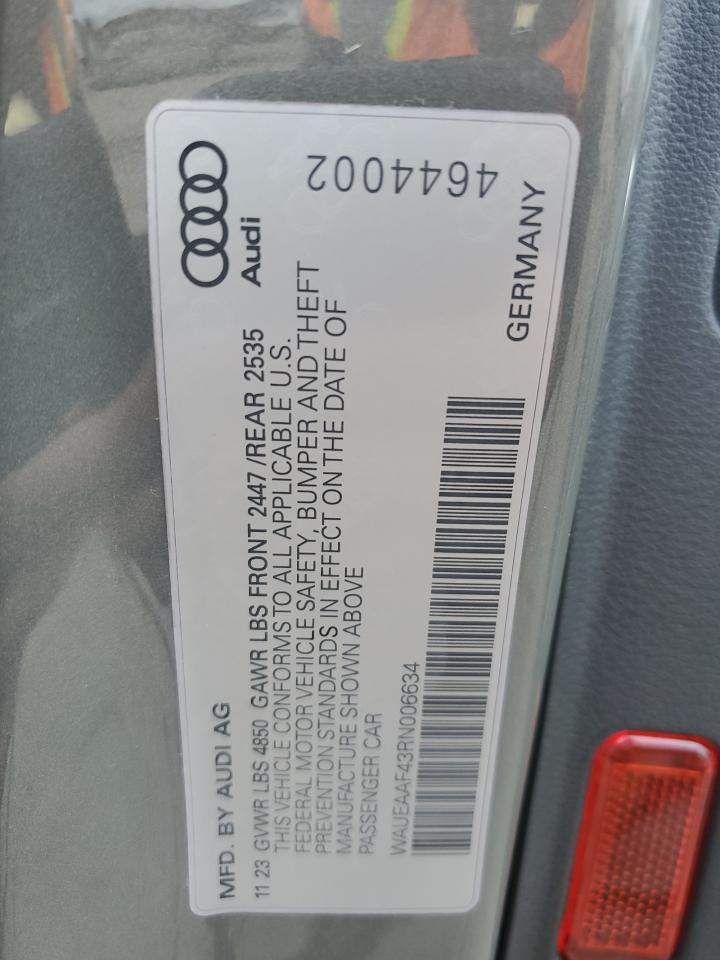 MFD. BY AUDI AG
Audi
11 23 GVWR LBS 4850 GAWR LBS FRONT 2447 /REAR 2535
THIS VEHICLE CONFORMS TO ALL APPLICABLE U.S.
FEDERAL MOTOR VEHICLE SAFETY, BUMPER AND THEFT
PREVENTION STANDARDS IN EFFECT ON THE DATE OF
MANUFACTURE SHOWN ABOVE
PASSENGER CAR
WAUEAAF43RN006634
4644002
GERMANY